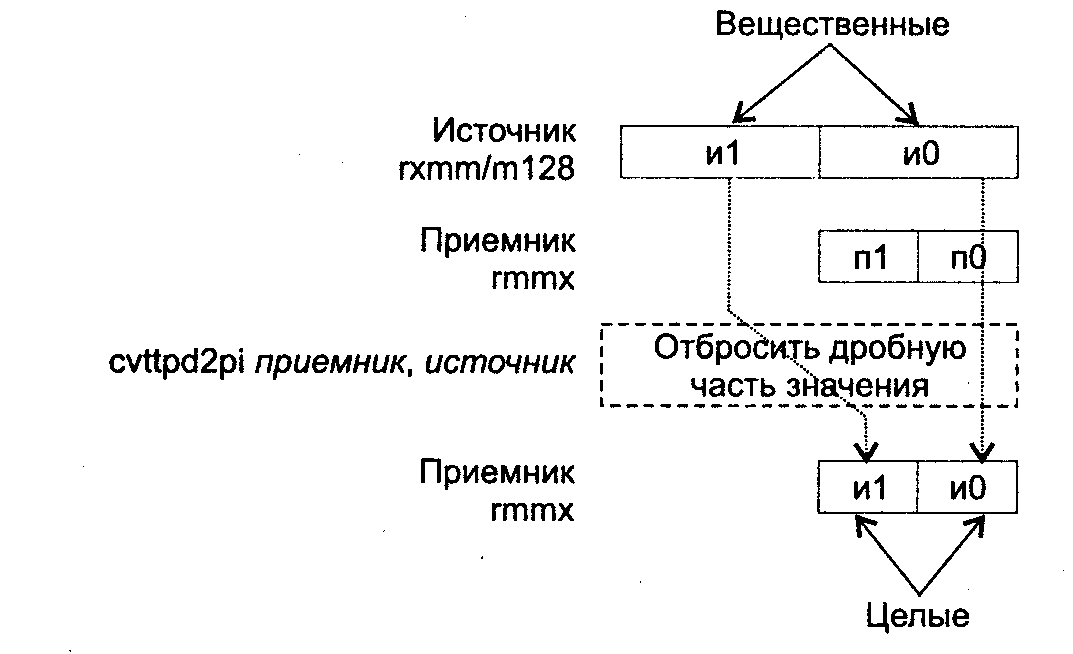 Вещественные
Источник
rxmm/m128
и1 и0
Приемник
rmmx
п1 п0
cvttpd2pi приемник, источник
Отбросить дробную
часть значения
Приемник
rmmx
и1 и0
Целые